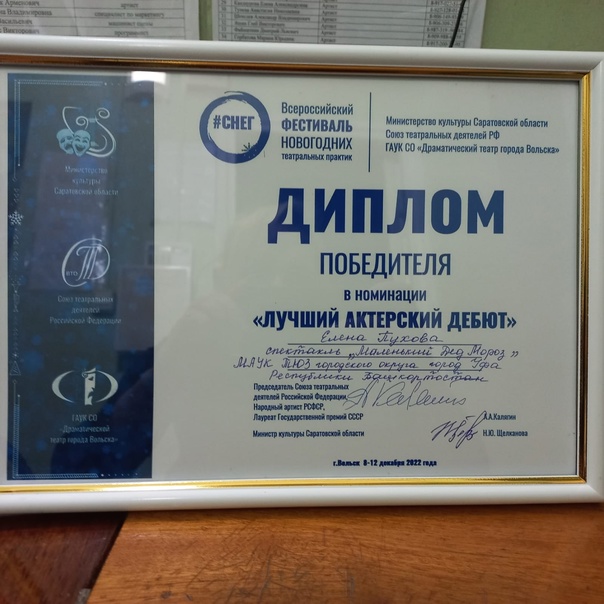 #СНЕГ
Всероссийский
ФЕСТИВАЛЬ
НОВОГОДНИХ
театральных практик
Министерство культуры Саратовской области
Союз театральных деятелей РФ
ГАУК СО «Драматический театр города Вольска»
Министерство
культуры
Саратовской области
ВТО
Союз театральных
деятелей
Российской Федерации
ГАУК СО
«Драматический
театр города Вольска»
ДИПЛОМ
ПОБЕДИТЕЛЯ
в номинации
«ЛУЧШИЙ АКТЕРСКИЙ ДЕБЮТ»
Елена Пухова
спектакль „Маленький Дед Мороз”
МАУК ТЮЗ городского округа город Уфа
Республики Башкортостан
Председатель Союза театральных
деятелей Российской Федерации,
Народный артист РСФСР,
Лауреат Государственной премии СССР
А.А.Калягин
Министр культуры Саратовской области
Н.Ю. Щелканова
г.Вольск 8-12 декабря 2022 года